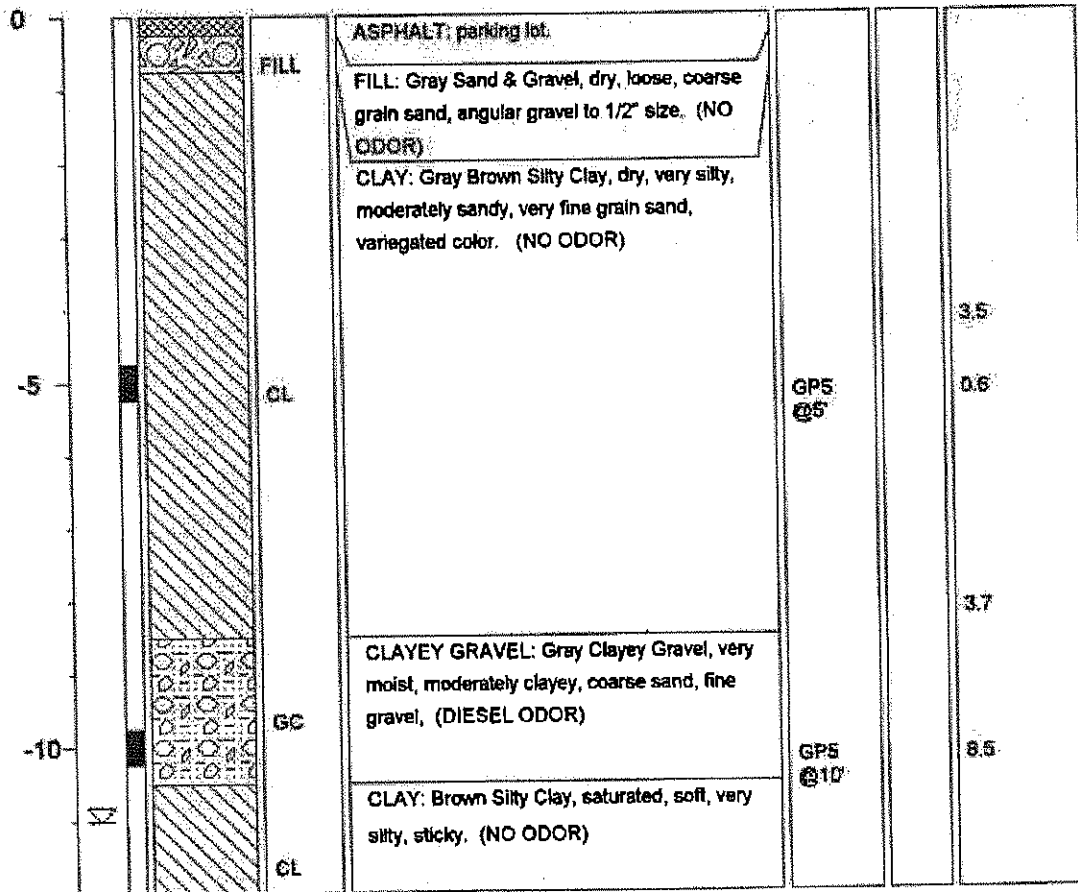 0
ASPHALT: parking lot.
FILL
FILL: Gray Sand & Gravel, dry, loose, coarse
grain sand, angular gravel to 1/2" size. (NO
ODOR)
CLAY: Gray Brown Silty Clay, dry, very silty,
moderately sandy, very fine grain sand,
variegated color. (NO ODOR)
3.5
-5
CL
GP5
@5'
0.6
3.7
CLAYEY GRAVEL: Gray Clayey Gravel, very
moist, moderately clayey, coarse sand, fine
gravel, (DIESEL ODOR)
GC
-10
GP5
@10'
8.5
CLAY: Brown Silty Clay, saturated, soft, very
silty, sticky. (NO ODOR)
CL